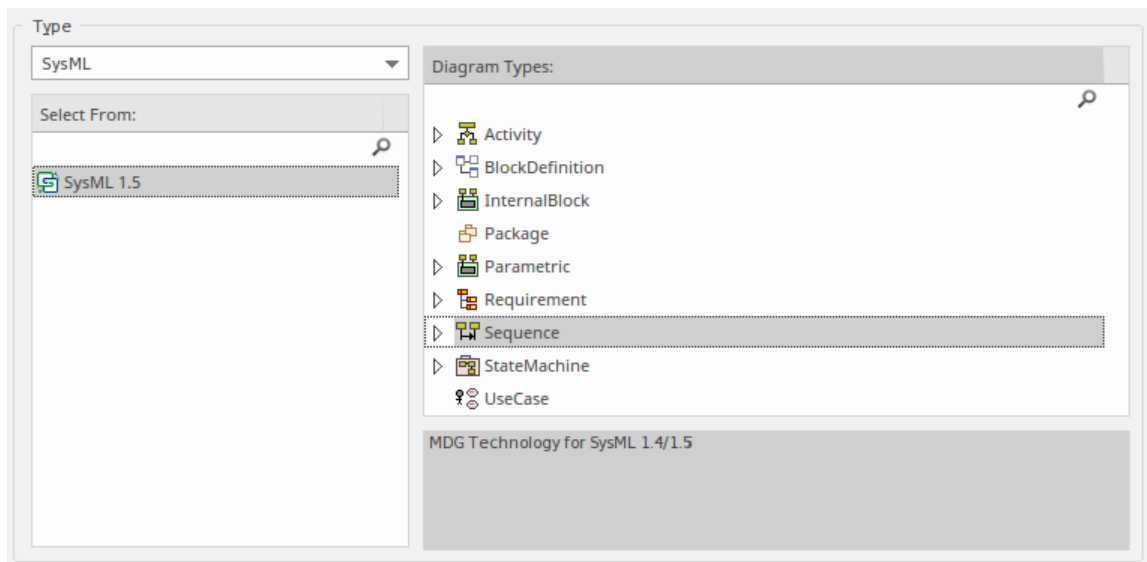 Type
SysML
Select From:
SysML 1.5
Diagram Types:
Activity
BlockDefinition
InternalBlock
Package
Parametric
Requirement
Sequence
StateMachine
UseCase
MDG Technology for SysML 1.4/1.5